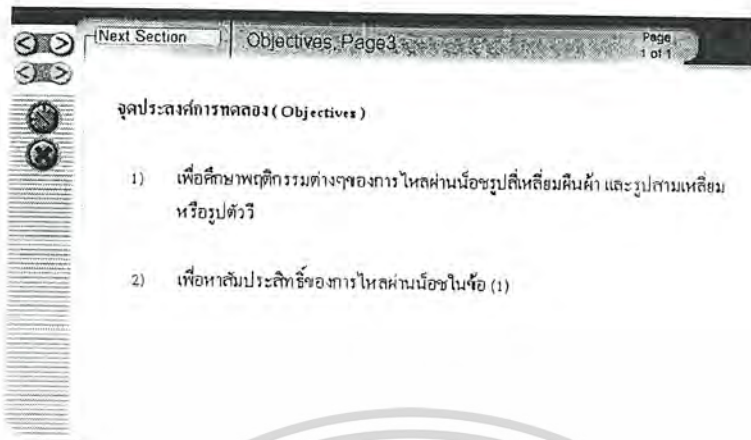 Next Section
Objectives, Page3
Page
1 of 1
จุดประสงค์การทดลอง ( Objectives )
1) เพื่อศึกษาพฤติกรรมต่างๆของการไหลผ่านน็อชรูปสี่เหลี่ยมผืนผ้า และรูปสามเหลี่ยม
หรือรูปตัววี
2) เพื่อหาสัมประสิทธิ์ของการไหลผ่านน็อชในข้อ (1)